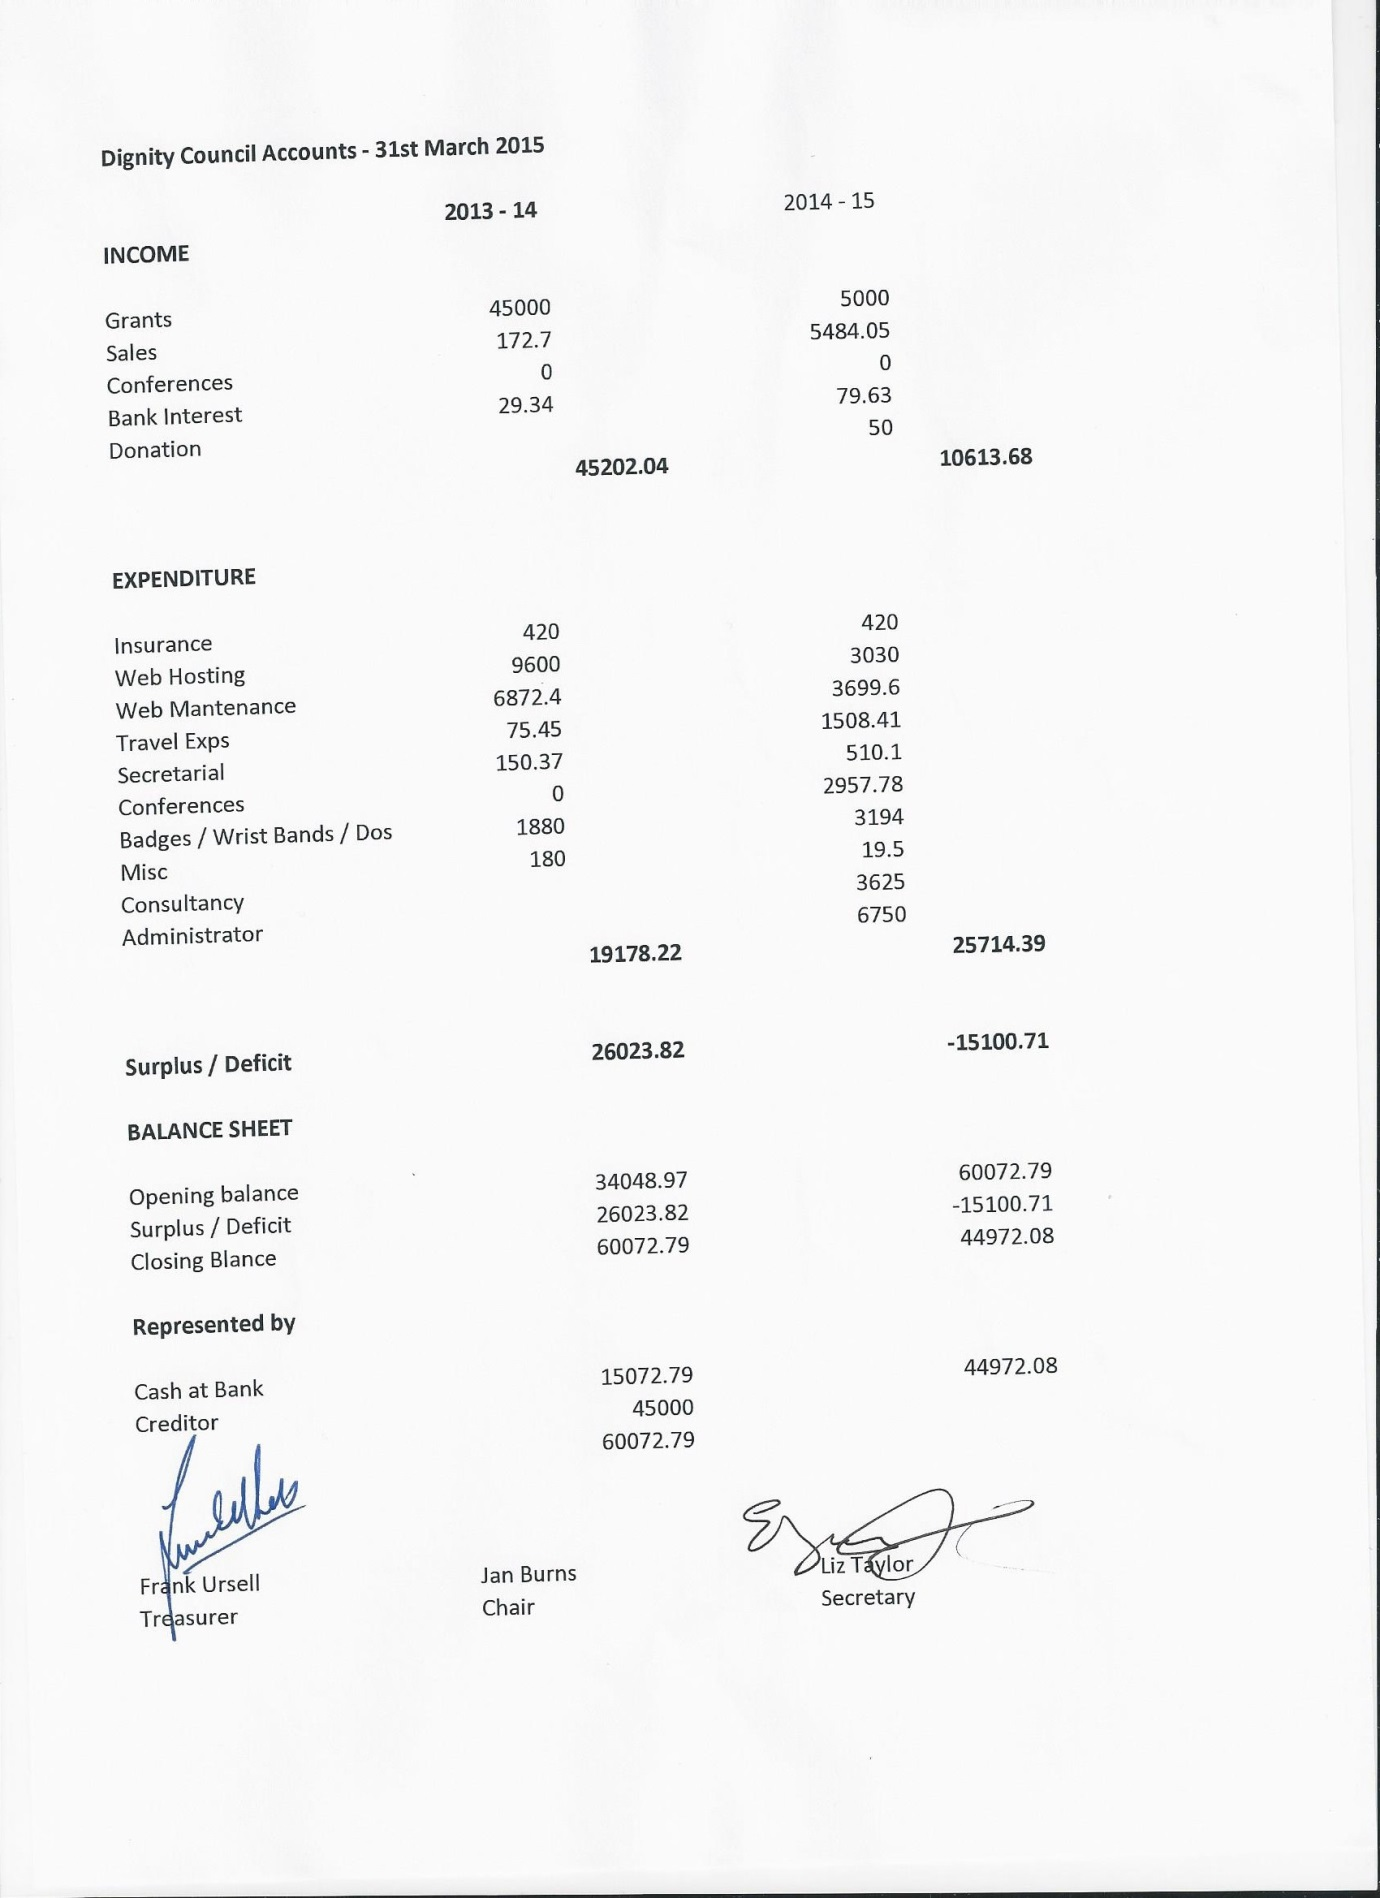 Dignity Council Accounts - 31st March 2015
2013 - 14 2014 - 15
INCOME
Grants 45000 5000
Sales 172.7 5484.05
Conferences 0 0
Bank Interest 29.34 79.63
Donation 50
45202.04 10613.68
EXPENDITURE
Insurance 420 420
Web Hosting 9600 3030
Web Mantenance 6872.4 3699.6
Travel Exps 75.45 1508.41
Secretarial 150.37 510.1
Conferences 0 2957.78
Badges / Wrist Bands / Dos 1880 3194
Misc 180 19.5
Consultancy 3625
Administrator 6750
19178.22 25714.39
Surplus / Deficit 26023.82 -15100.71
BALANCE SHEET
Opening balance 34048.97 60072.79
Surplus / Deficit 26023.82 -15100.71
Closing Blance 60072.79 44972.08
Represented by
Cash at Bank 15072.79 44972.08
Creditor 45000
60072.79
Frank Ursell Jan Burns Liz Taylor
Treasurer Chair Secretary